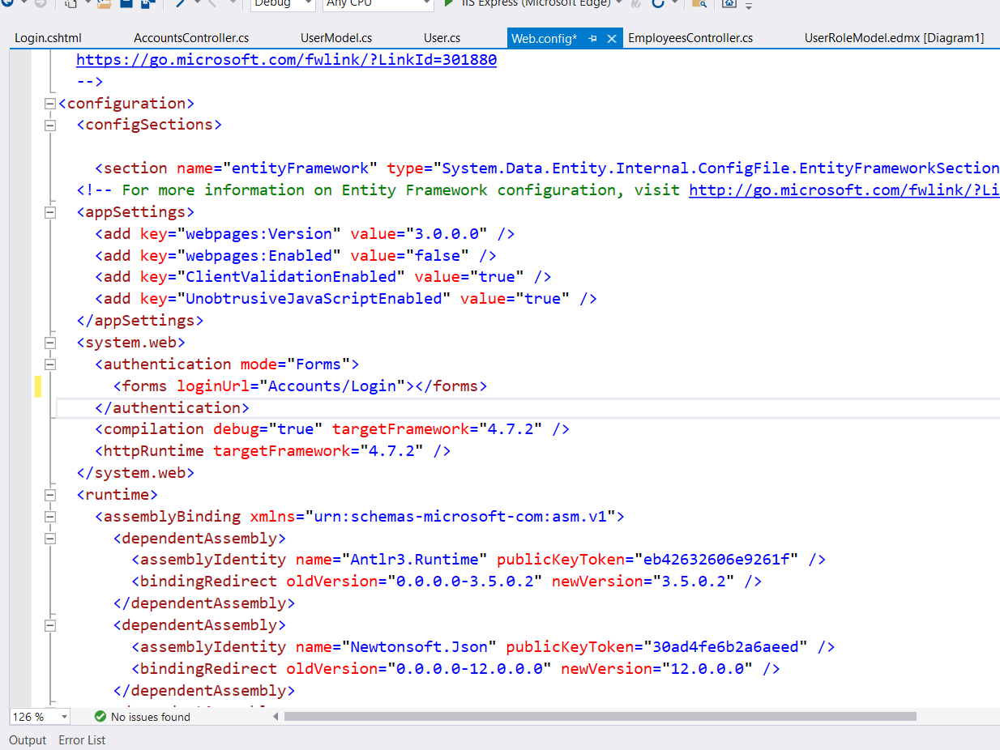 Debug Any CPU IIS Express (Microsoft Edge)
Login.cshtml AccountsController.cs UserModel.cs User.cs Web.config* EmployeesController.cs UserRoleModel.edmx [Diagram1]
https://go.microsoft.com/fwlink/?LinkId=301880
-->
<configuration>
<configSections>
<section name="entityFramework" type="System.Data.Entity.Internal.ConfigFile.EntityFrameworkSection
<!-- For more information on Entity Framework configuration, visit http://go.microsoft.com/fwlink/?Li
<appSettings>
<add key="webpages:Version" value="3.0.0.0" />
<add key="webpages:Enabled" value="false" />
<add key="ClientValidationEnabled" value="true" />
<add key="UnobtrusiveJavaScriptEnabled" value="true" />
</appSettings>
<system.web>
<authentication mode="Forms">
<forms loginUrl="Accounts/Login"></forms>
</authentication>
<compilation debug="true" targetFramework="4.7.2" />
<httpRuntime targetFramework="4.7.2" />
</system.web>
<runtime>
<assemblyBinding xmlns="urn:schemas-microsoft-com:asm.v1">
<dependentAssembly>
<assemblyIdentity name="Antlr3.Runtime" publicKeyToken="eb42632606e9261f" />
<bindingRedirect oldVersion="0.0.0.0-3.5.0.2" newVersion="3.5.0.2" />
</dependentAssembly>
<dependentAssembly>
<assemblyIdentity name="Newtonsoft.Json" publicKeyToken="30ad4fe6b2a6aeed" />
<bindingRedirect oldVersion="0.0.0.0-12.0.0.0" newVersion="12.0.0.0" />
</dependentAssembly>
126 % No issues found
Output Error List